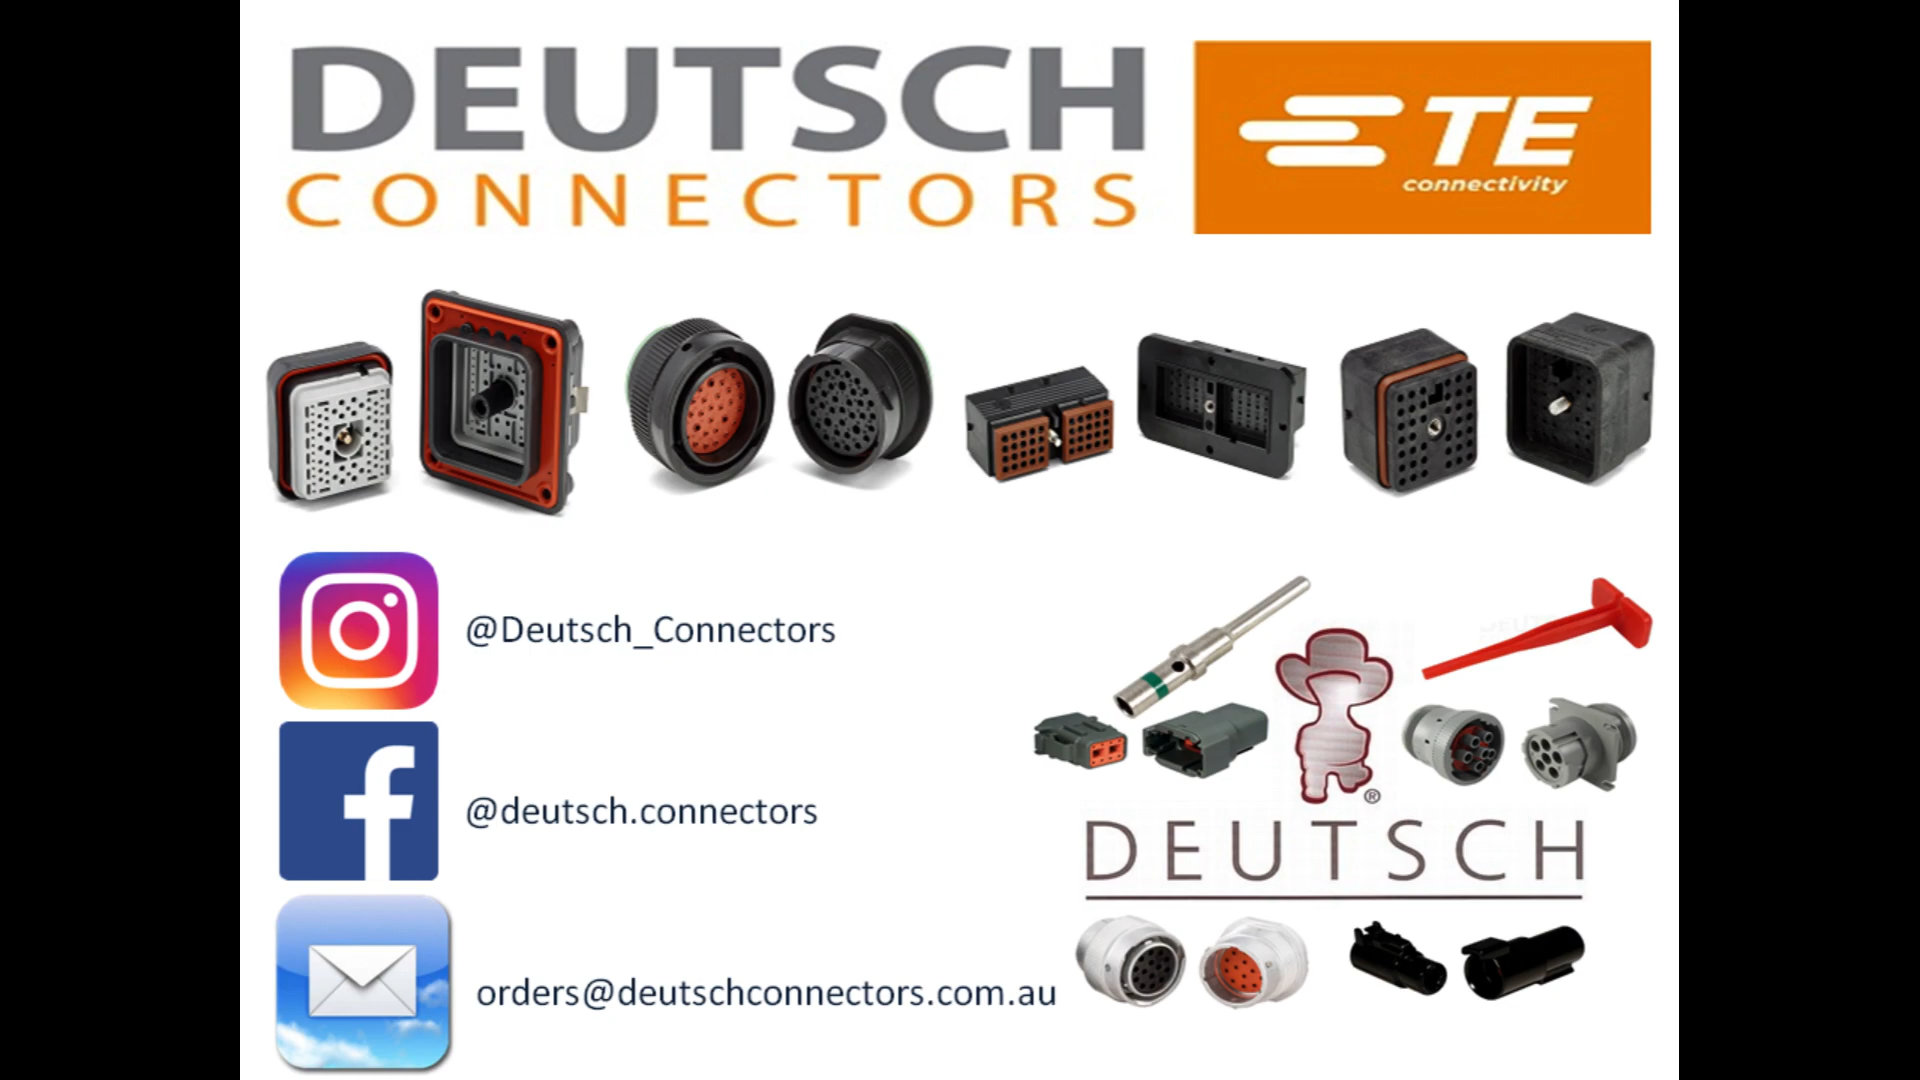 DEUTSCH
CONNECTORS
TE
connectivity
@Deutsch_Connectors
@deutsch.connectors
orders@deutschconnectors.com.au
®
DEUTSCH